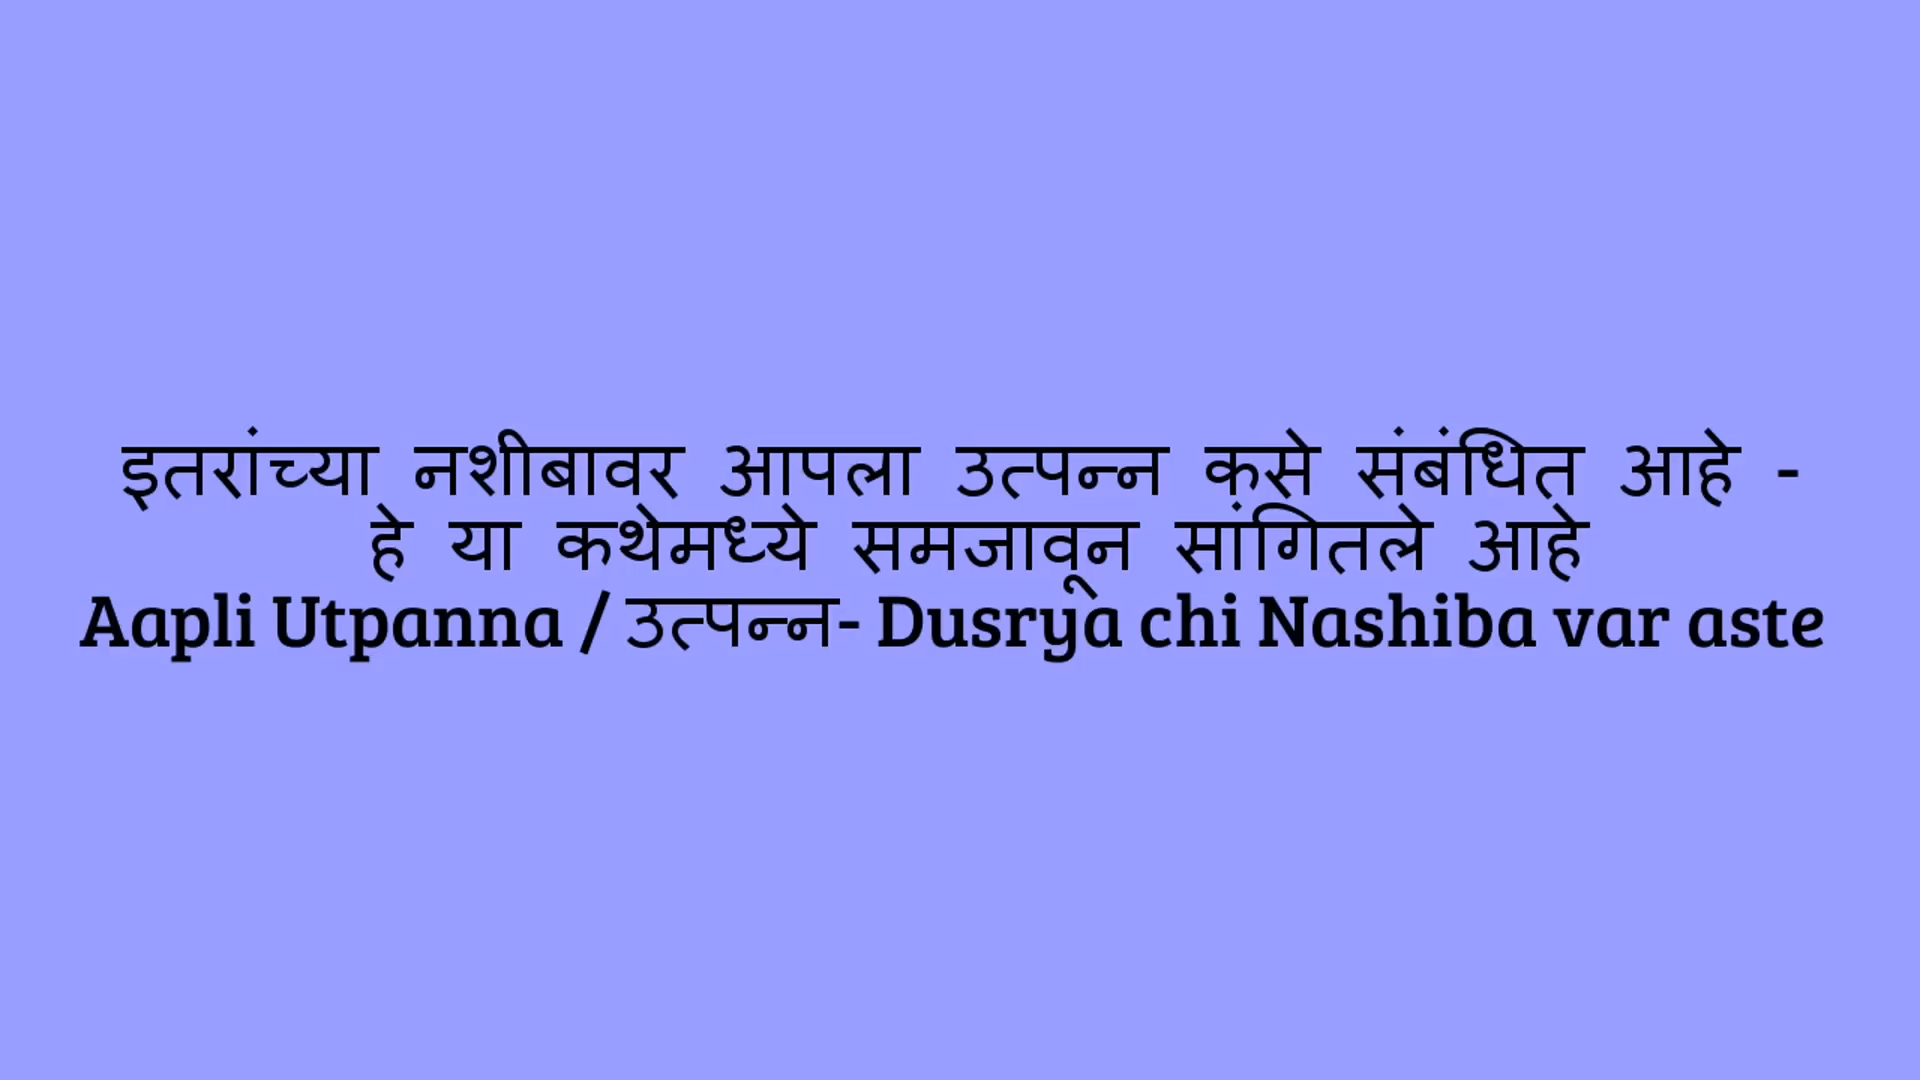 इतरांच्या नशीबावर आपला उत्पन्न कसे संबंधित आहे -
हे या कथेमध्ये समजावून सांगितले आहे
Aapli Utpanna / उत्पन्न- Dusrya chi Nashiba var aste